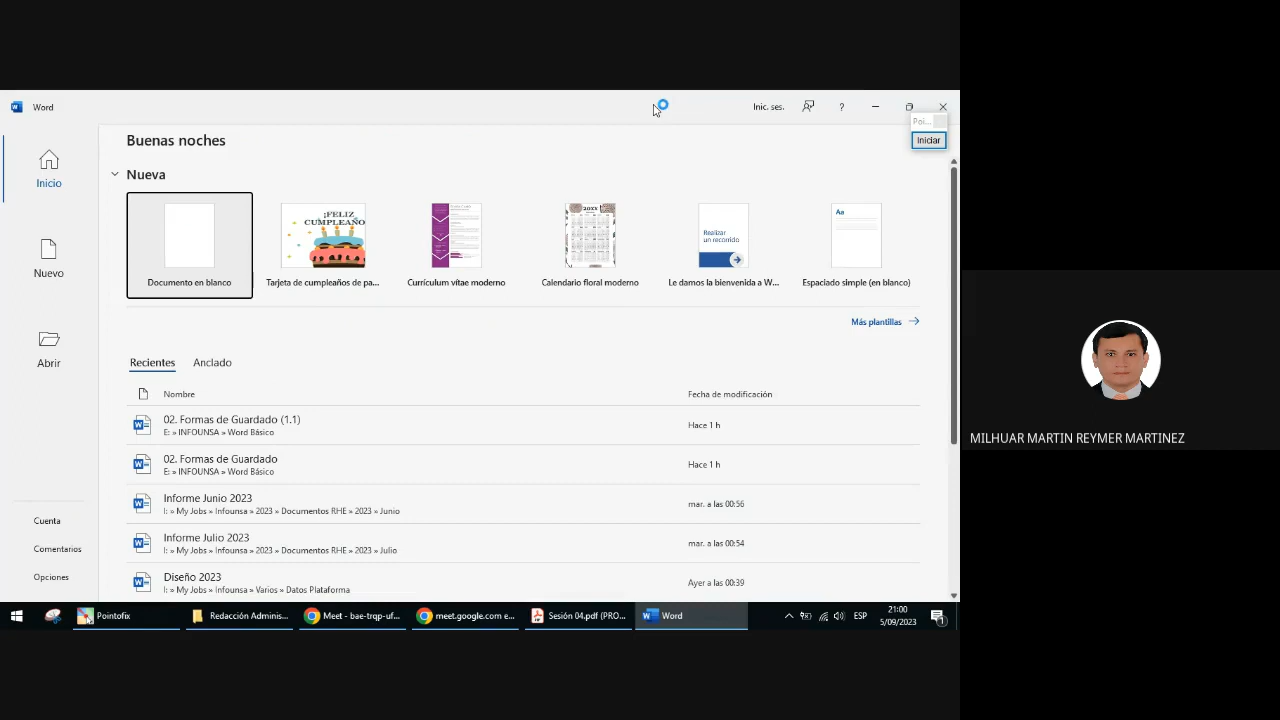 Word
Inic. ses.
?
Poi...
Iniciar
Buenas noches
Inicio
Nuevo
Abrir
Nueva
¡FELIZ
CUMPLEAÑO
20XX
Realizar
un recorrido
Aa
Documento en blanco
Tarjeta de cumpleaños de pa...
Currículum vítae moderno
Calendario floral moderno
Le damos la bienvenida a W...
Espaciado simple (en blanco)
Más plantillas
Recientes
Anclado
Nombre
Fecha de modificación
02. Formas de Guardado (1.1)
E: » INFOUNSA » Word Básico
Hace 1 h
02. Formas de Guardado
E: » INFOUNSA » Word Básico
Hace 1 h
Informe Junio 2023
I: » My Jobs » Infounsa » 2023 » Documentos RHE » 2023 » Junio
mar. a las 00:56
Informe Julio 2023
I: » My Jobs » Infounsa » 2023 » Documentos RHE » 2023 » Julio
mar. a las 00:54
Diseño 2023
I: » My Jobs » Infounsa » Varios » Datos Plataforma
Ayer a las 00:39
Cuenta
Comentarios
Opciones
Pointofix
Redacción Adminis...
Meet - bae-trqp-uf...
meet.google.com e...
Sesión 04.pdf (PRO...
Word
ESP
21:00
5/09/2023
MILHUAR MARTIN REYMER MARTINEZ